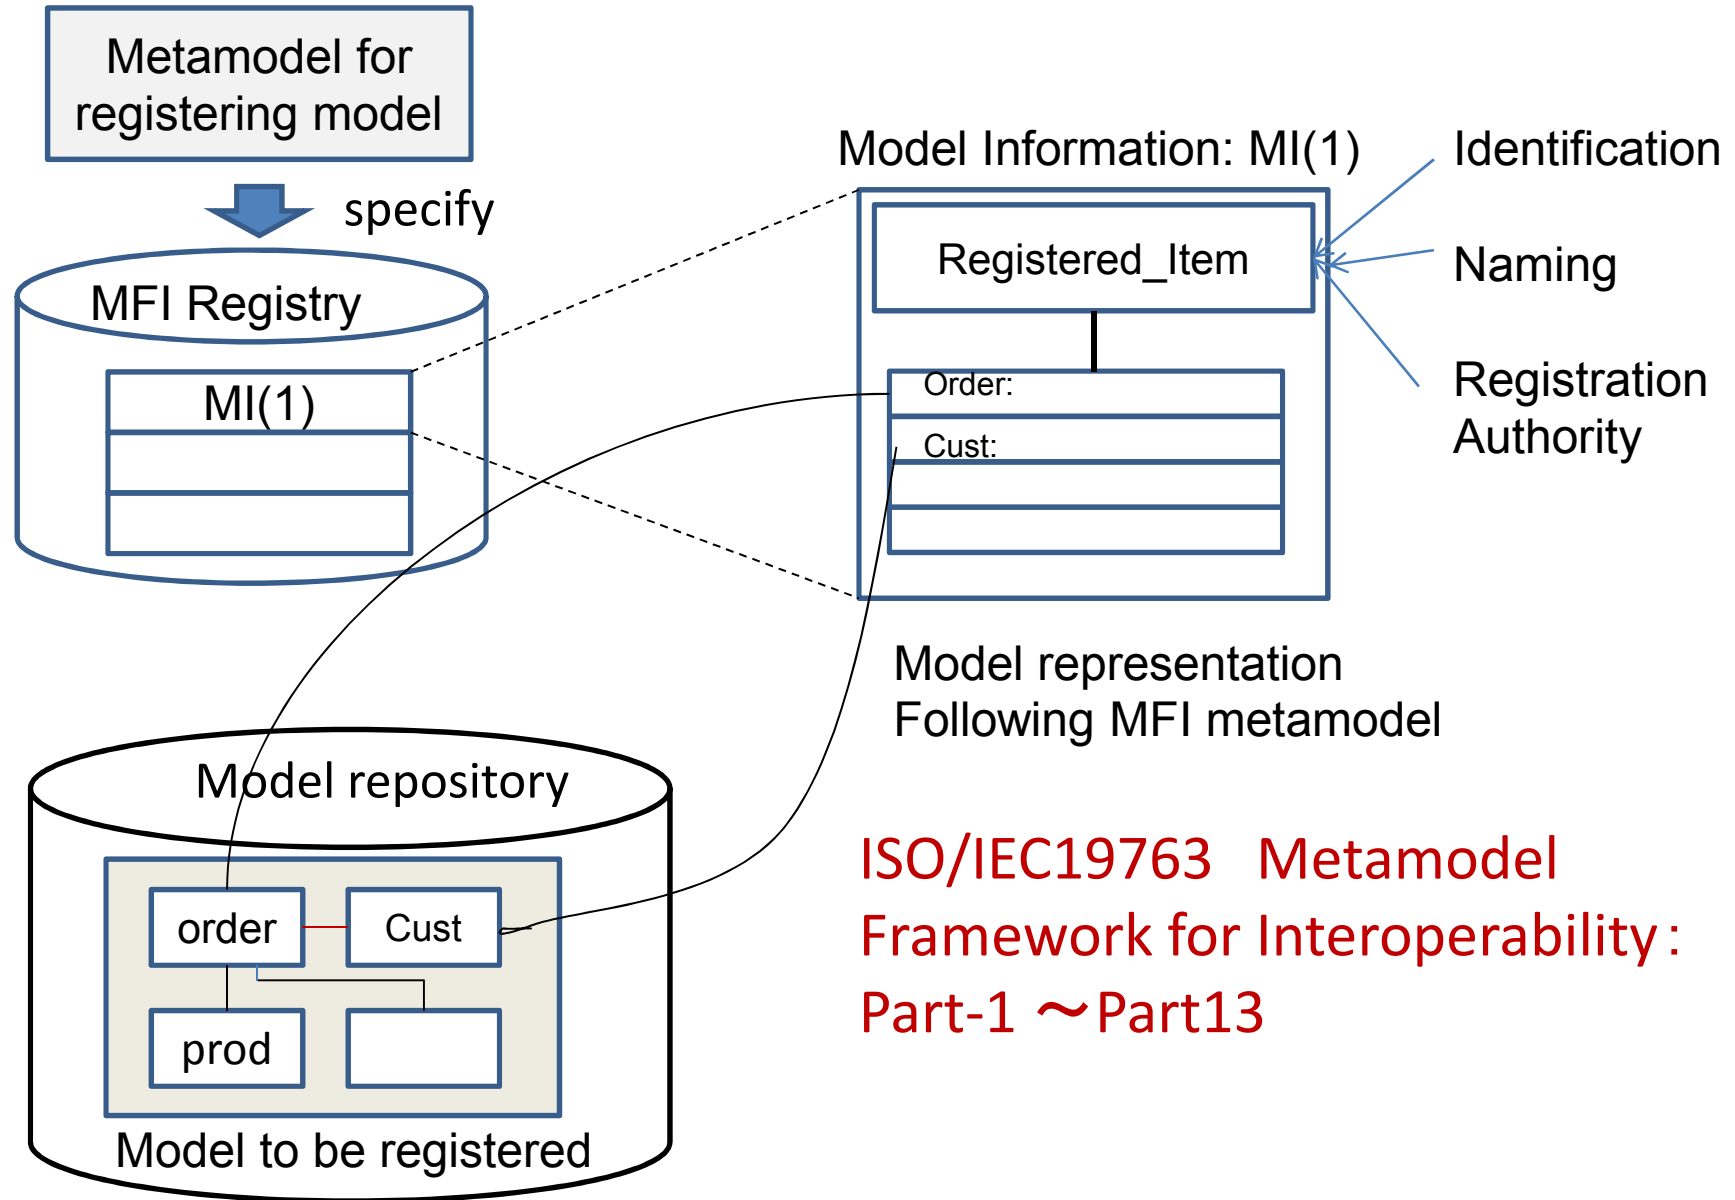 Metamodel for
registering model
specify
MFI Registry
MI(1)
Model Information: MI(1)
Registered_Item
Order:
Cust:
Identification
Naming
Registration
Authority
Model representation
Following MFI metamodel
Model repository
order
Cust
prod
Model to be registered
ISO/IEC19763 Metamodel
Framework for Interoperability:
Part-1 ～Part13